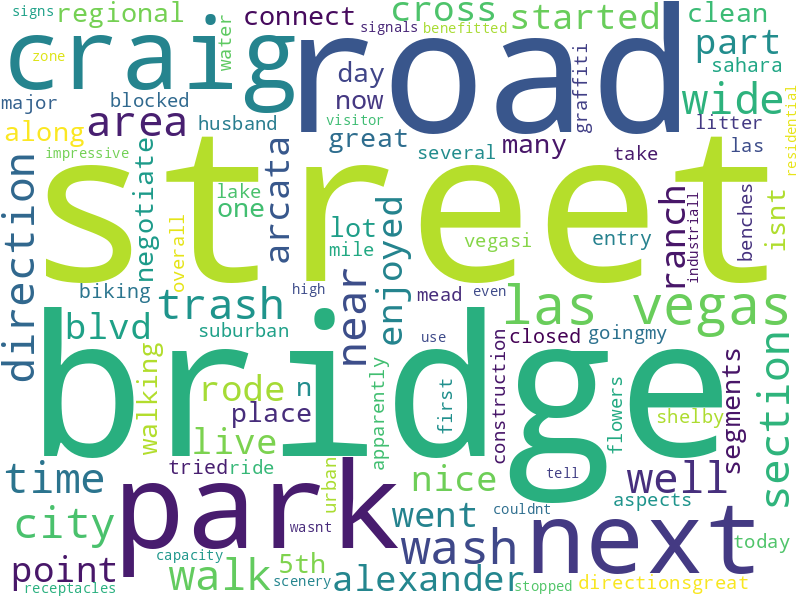 signs
regional
water
connect
cross
signals
benefitted
started
clean
zone
craig
road
part
day
graffiti
sahara
major
blocked
now
wide
along
area
husband
visitor
great
litter
residential
impressive
negotiate
arcata
several
many
take
las
street
direction
lake
one
lot
mile
vegasi
entry
ranch
industriall
benches
isnt
overall
enjoyed
near
biking
trash
high
mead
even
las vegas
blvd
suburban
use
closed
goingmy
bridge
walking
rode
n
place
apparently
first
construction
flowers
shelby
segments
section
live
time
tried
ride
urban
nice
tell
well
park
wasnt
couldnt
aspects
city
went
next
today
wash
point
capacity
walk
5th
scenery
alexander
stopped
directionsgreat
receptacles